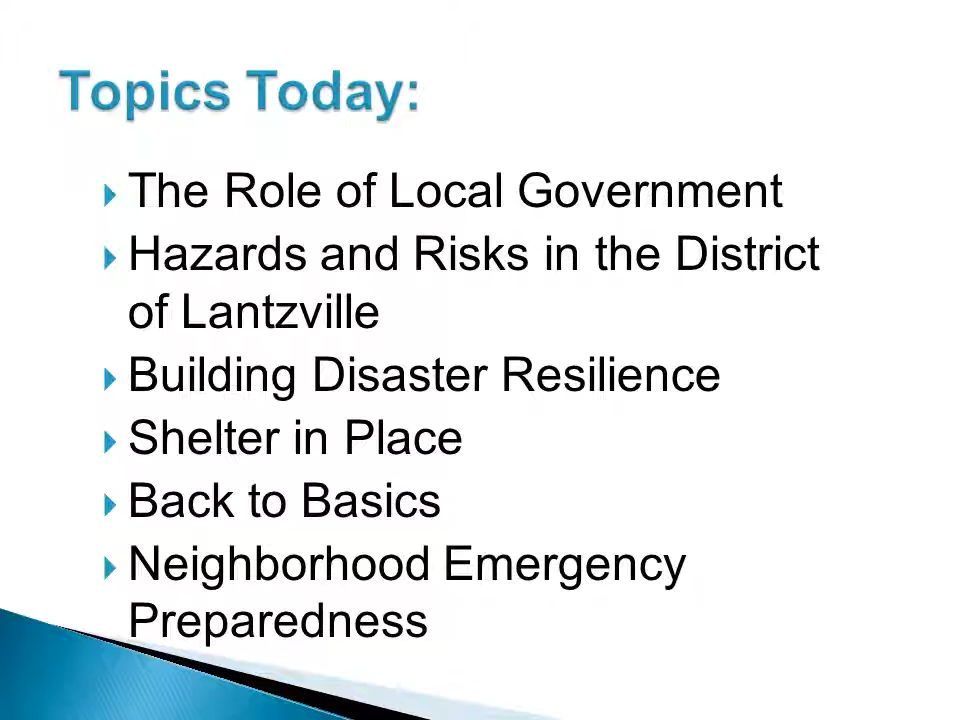 Topics Today:
The Role of Local Government
Hazards and Risks in the District
of Lantzville
Building Disaster Resilience
Shelter in Place
Back to Basics
Neighborhood Emergency
Preparedness